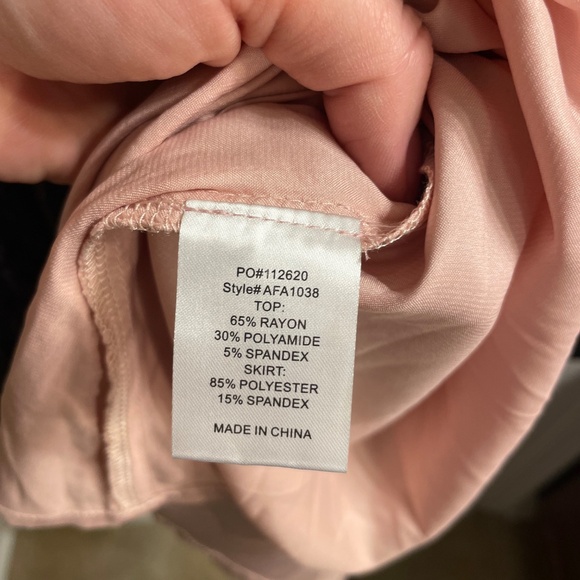 PO#112620
Style#AFA1038
TOP:
65% RAYON
30% POLYAMIDE
5% SPANDEX
SKIRT:
85% POLYESTER
15% SPANDEX
MADE IN CHINA